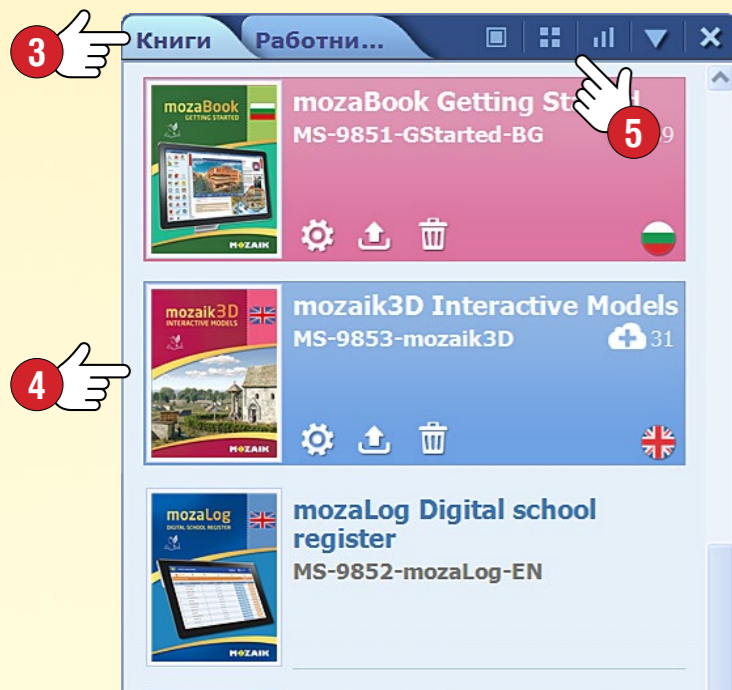 3
Книги
Работни...
mozaBook
GETTING STARTED
MOZAIK
mozaBook Getting St
MS-9851-GStarted-BG
9
5
mozaik3D
INTERACTIVE MODELS
MOZAIK
mozaik3D Interactive Models
MS-9853-mozaik3D
31
4
mozaLog
DIGITAL SCHOOL REGISTER
MOZAIK
mozaLog Digital school
register
MS-9852-mozaLog-EN